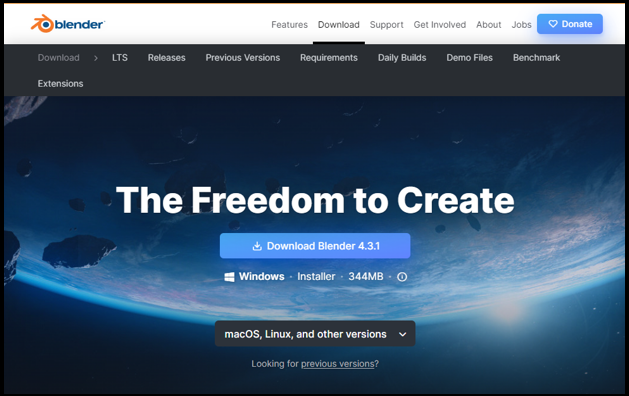 blender
Features Download Support Get Involved About Jobs Donate
Download > LTS Releases Previous Versions Requirements Daily Builds Demo Files Benchmark
Extensions
The Freedom to Create
Download Blender 4.3.1
Windows · Installer · 344MB ·
macOS, Linux, and other versions
Looking for previous versions?